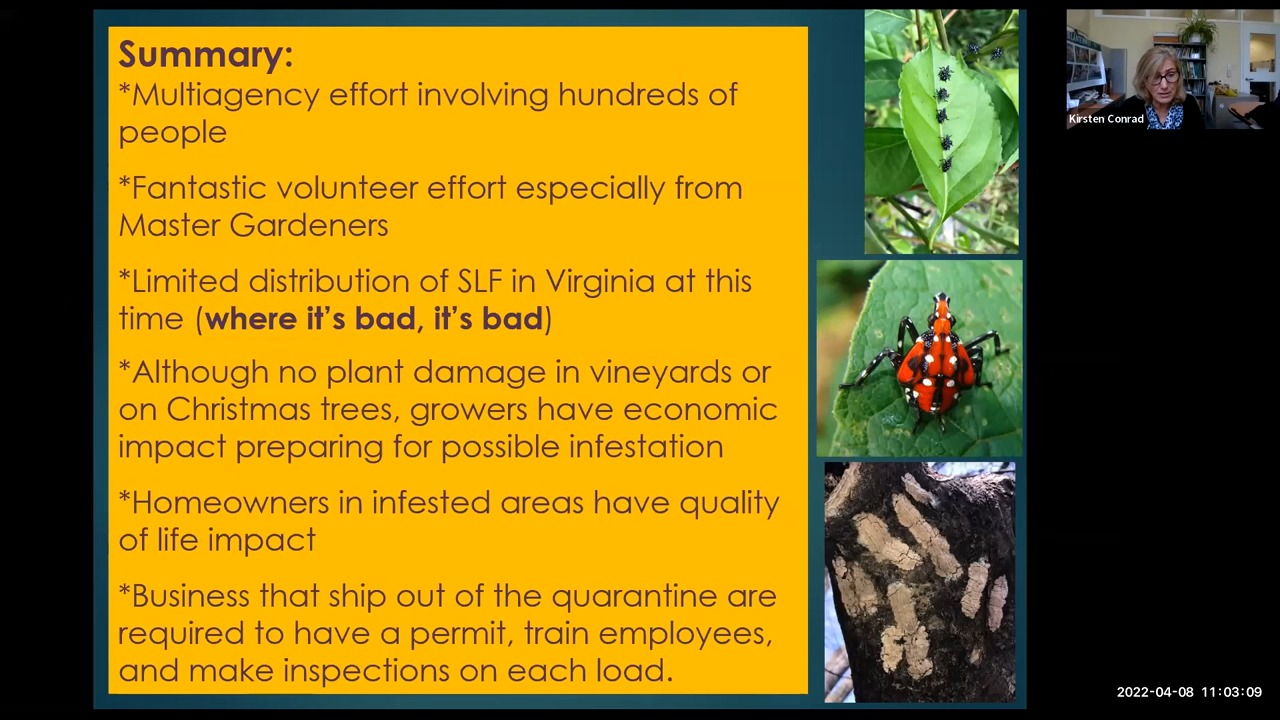 Summary:
*Multiagency effort involving hundreds of
people
*Fantastic volunteer effort especially from
Master Gardeners
*Limited distribution of SLF in Virginia at this
time (where it's bad, it's bad)
*Although no plant damage in vineyards or
on Christmas trees, growers have economic
impact preparing for possible infestation
*Homeowners in infested areas have quality
of life impact
*Business that ship out of the quarantine are
required to have a permit, train employees,
and make inspections on each load.
Kirsten Conrad
2022-04-08 11:03:09